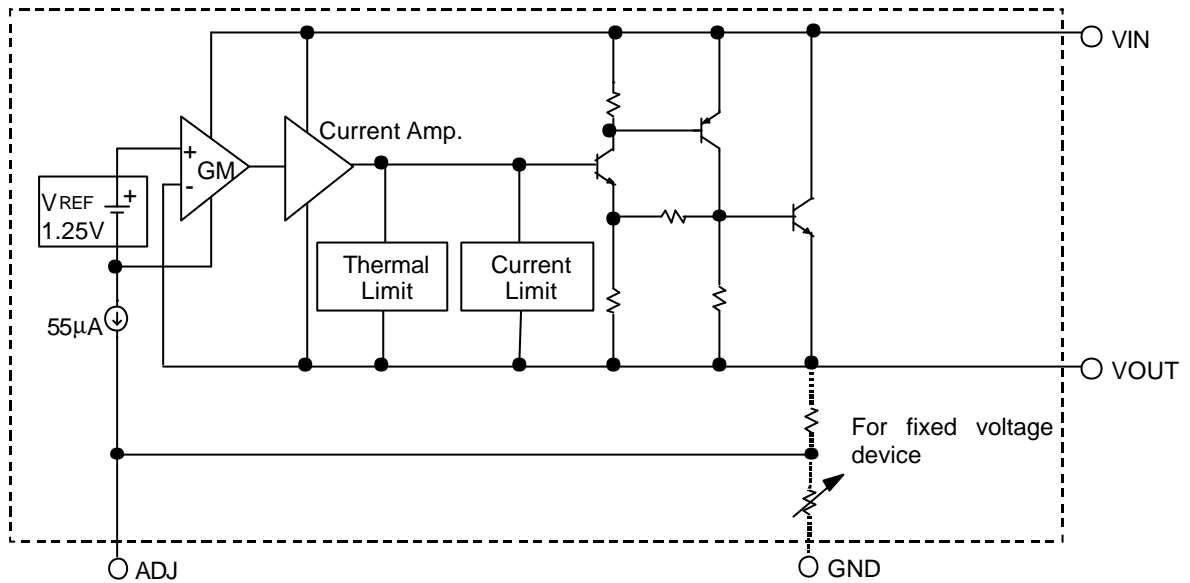 VIN
Current Amp.
+
GM
-
+
VREF
1.25V
Thermal
Limit
Current
Limit
55µA
VOUT
For fixed voltage
device
ADJ
GND